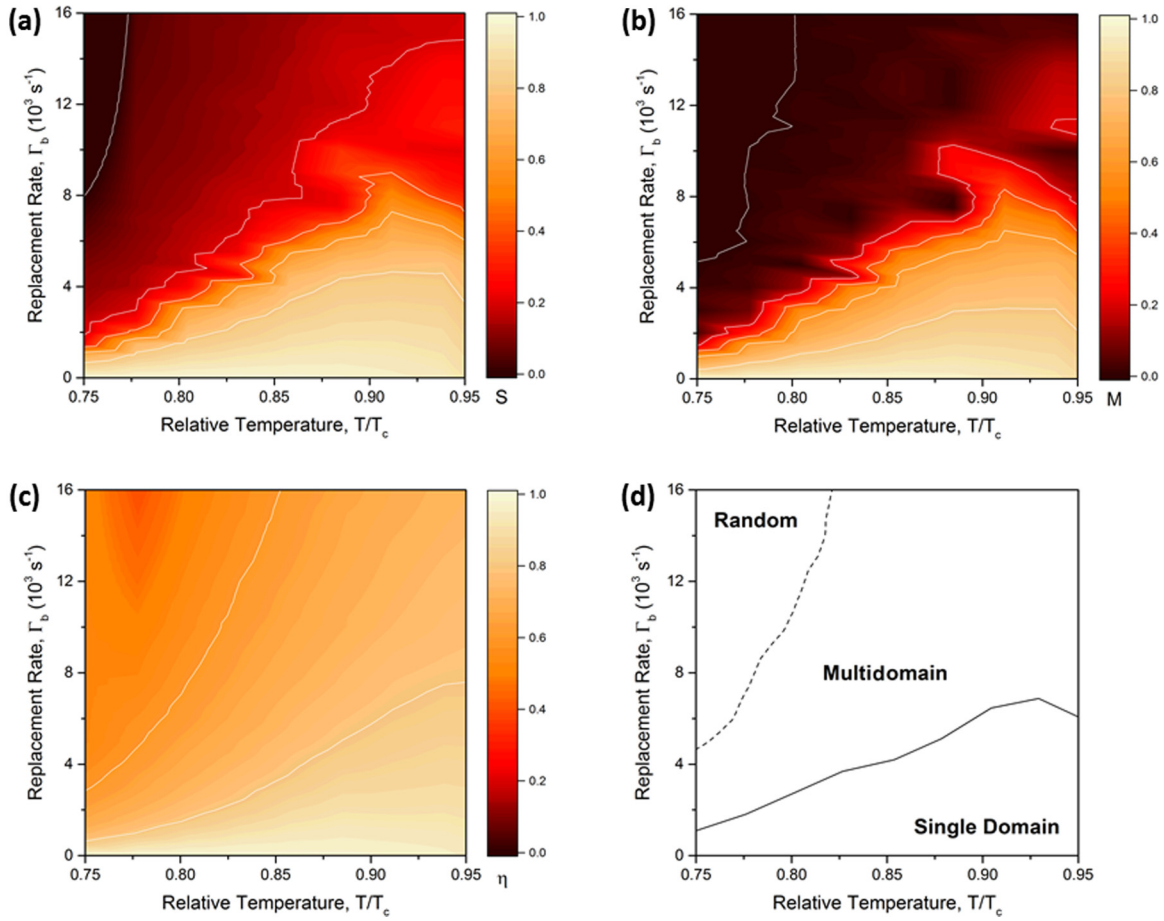 (a)
Replacement Rate, Γb (10³ s⁻¹)
16
12
8
4
0
0.75 0.80 0.85 0.90 0.95
Relative Temperature, T/Tc
1.0
0.8
0.6
0.4
0.2
0.0
S
(b)
Replacement Rate, Γb (10³ s⁻¹)
16
12
8
4
0
0.75 0.80 0.85 0.90 0.95
Relative Temperature, T/Tc
1.0
0.8
0.6
0.4
0.2
0.0
M
(c)
Replacement Rate, Γb (10³ s⁻¹)
16
12
8
4
0
0.75 0.80 0.85 0.90 0.95
Relative Temperature, T/Tc
1.0
0.8
0.6
0.4
0.2
0.0
η
(d)
Replacement Rate, Γb (10³ s⁻¹)
16
12
8
4
0
Random
Multidomain
Single Domain
0.75 0.80 0.85 0.90 0.95
Relative Temperature, T/Tc